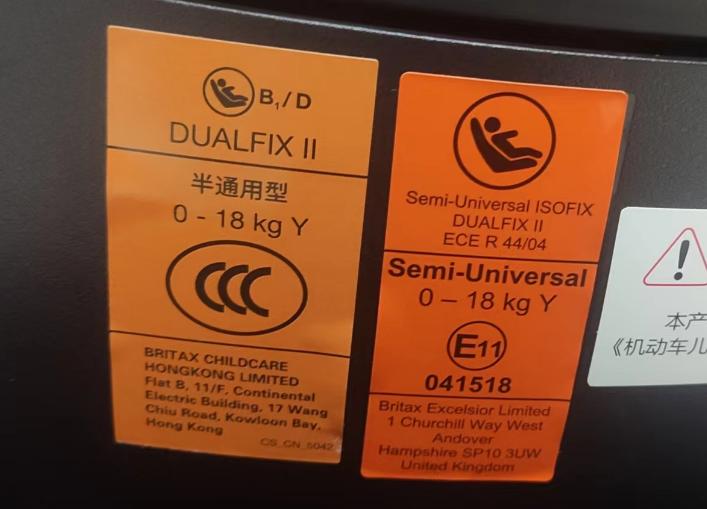 B₁/D
DUALFIX II
半通用型
0 - 18 kg Y
CCC
BRITAX CHILDCARE
HONGKONG LIMITED
Flat B, 11/F, Continental
Electric Building, 17 Wang
Chiu Road, Kowloon Bay,
Hong Kong
CS_CN_5042
Semi-Universal ISOFIX
DUALFIX II
ECE R 44/04
Semi-Universal
0 – 18 kg Y
E11
041518
Britax Excelsior Limited
1 Churchill Way West
Andover
Hampshire SP10 3UW
United Kingdom
!
本产
《机动车儿